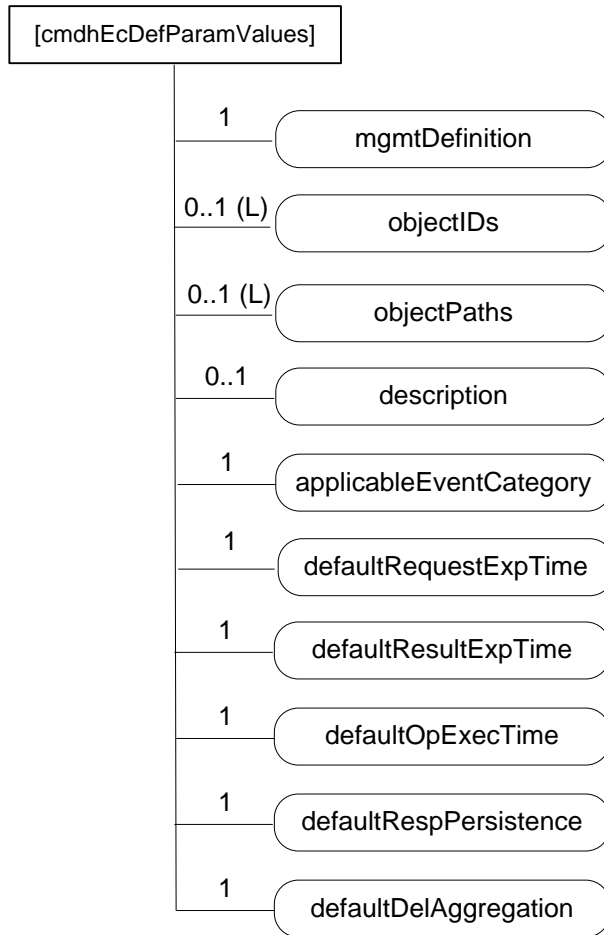 [cmdhEcDefParamValues]
1
mgmtDefinition
0..1 (L)
objectIDs
0..1 (L)
objectPaths
0..1
description
1
applicableEventCategory
1
defaultRequestExpTime
1
defaultResultExpTime
1
defaultOpExecTime
1
defaultRespPersistence
1
defaultDelAggregation